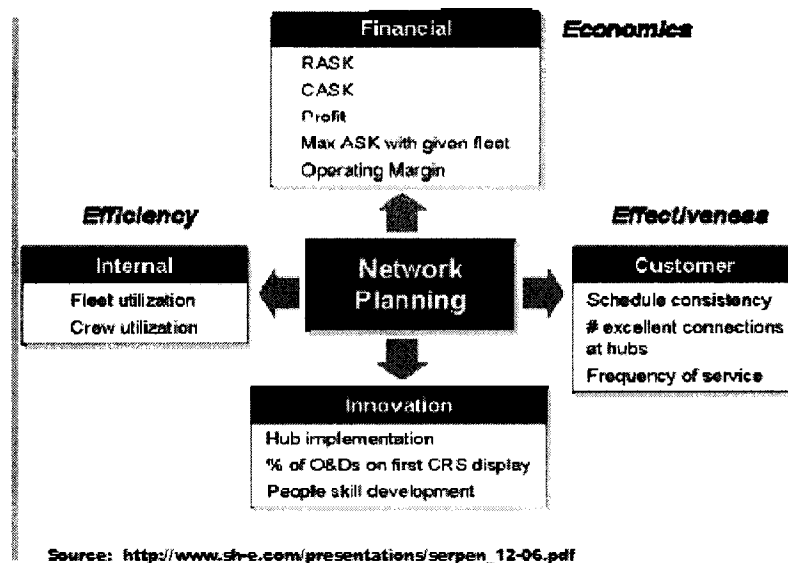 Financial
Economics
RASK
CASK
Profit
Max ASK with given fleet
Operating Margin
Efficiency
Effectiveness
Internal
Fleet utilization
Crew utilization
Network
Planning
Customer
Schedule consistency
# excellent connections
at hubs
Frequency of service
Innovation
Hub implementation
% of O&Ds on first CRS display
People skill development
Source: http://www.sh-e.com/presentations/serpen_12-06.pdf